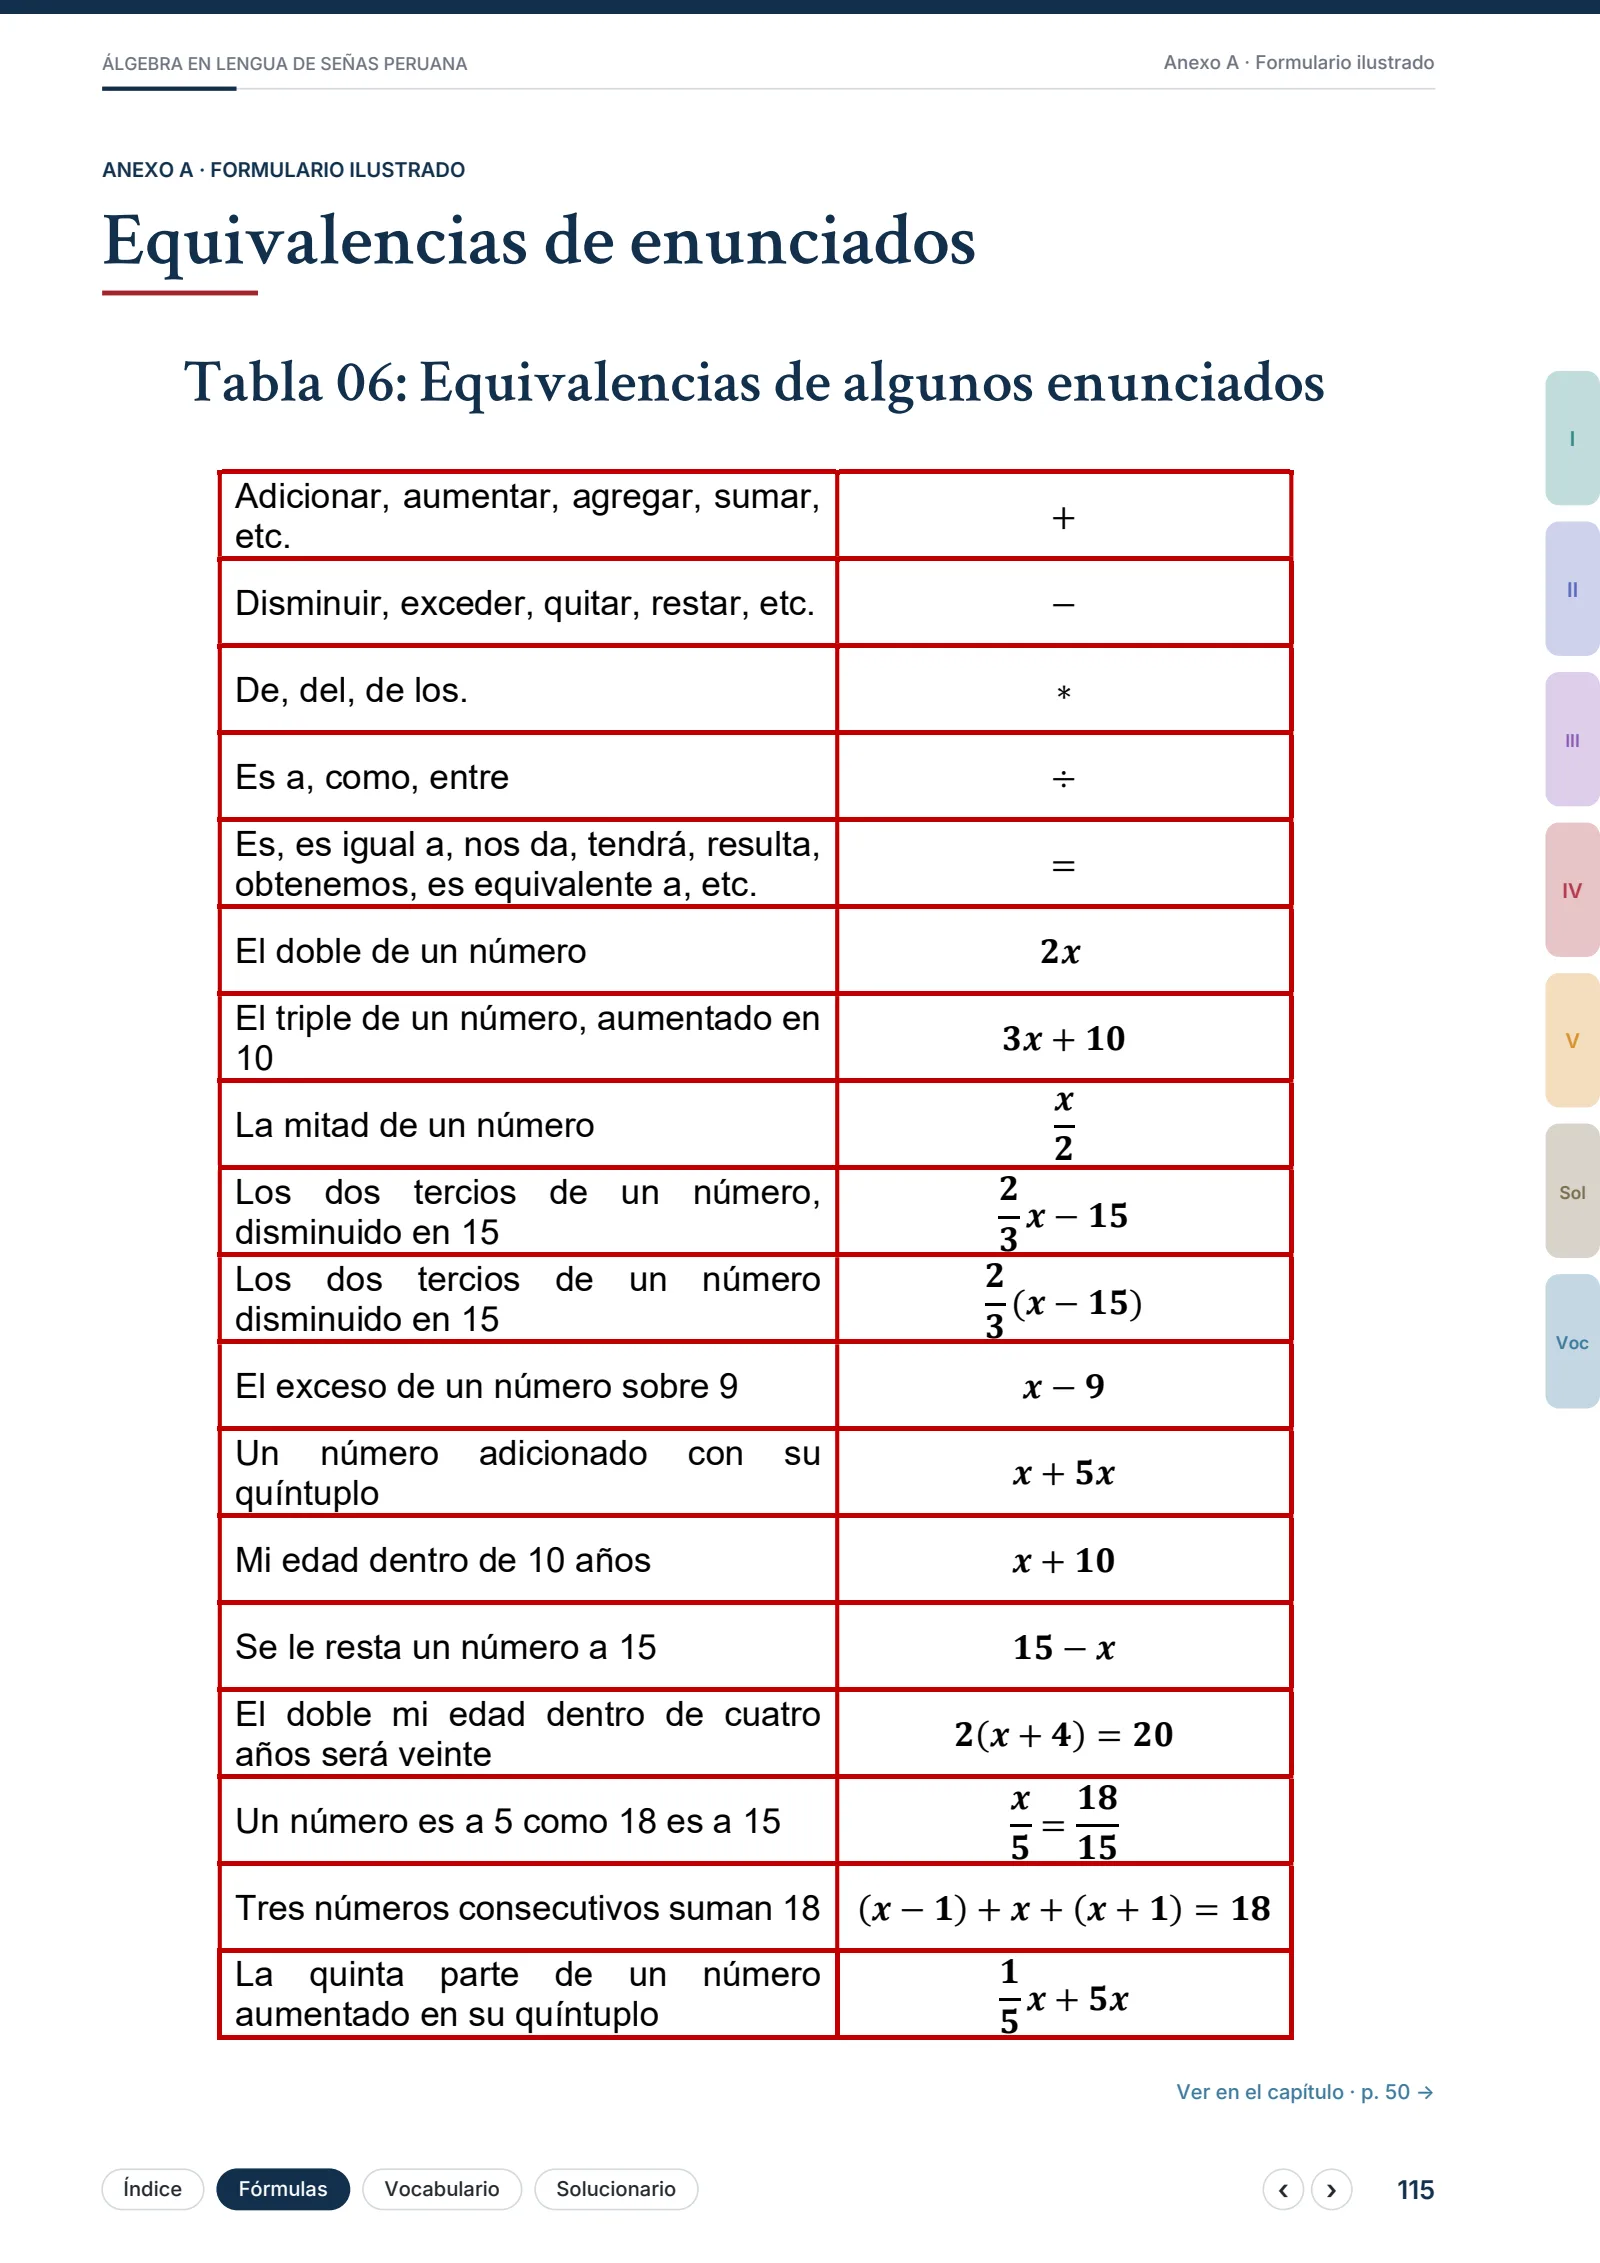 ÁLGEBRA EN LENGUA DE SEÑAS PERUANA
Anexo A · Formulario ilustrado
ANEXO A · FORMULARIO ILUSTRADO
Equivalencias de enunciados
Tabla 06: Equivalencias de algunos enunciados
Adicionar, aumentar, agregar, sumar,
etc.
+
Disminuir, exceder, quitar, restar, etc.
−
De, del, de los.
*
Es a, como, entre
÷
Es, es igual a, nos da, tendrá, resulta,
obtenemos, es equivalente a, etc.
=
El doble de un número
2x
El triple de un número, aumentado en
10
3x + 10
La mitad de un número
x/2
Los dos tercios de un número,
disminuido en 15
2/3 x − 15
Los dos tercios de un número
disminuido en 15
2/3 (x − 15)
El exceso de un número sobre 9
x − 9
Un número adicionado con su
quíntuplo
x + 5x
Mi edad dentro de 10 años
x + 10
Se le resta un número a 15
15 − x
El doble mi edad dentro de cuatro
años será veinte
2(x + 4) = 20
Un número es a 5 como 18 es a 15
x/5 = 18/15
Tres números consecutivos suman 18
(x − 1) + x + (x + 1) = 18
La quinta parte de un número
aumentado en su quíntuplo
1/5 x + 5x
I
II
III
IV
V
Sol
Voc
Ver en el capítulo · p. 50 →
Índice
Fórmulas
Vocabulario
Solucionario
‹
›
115